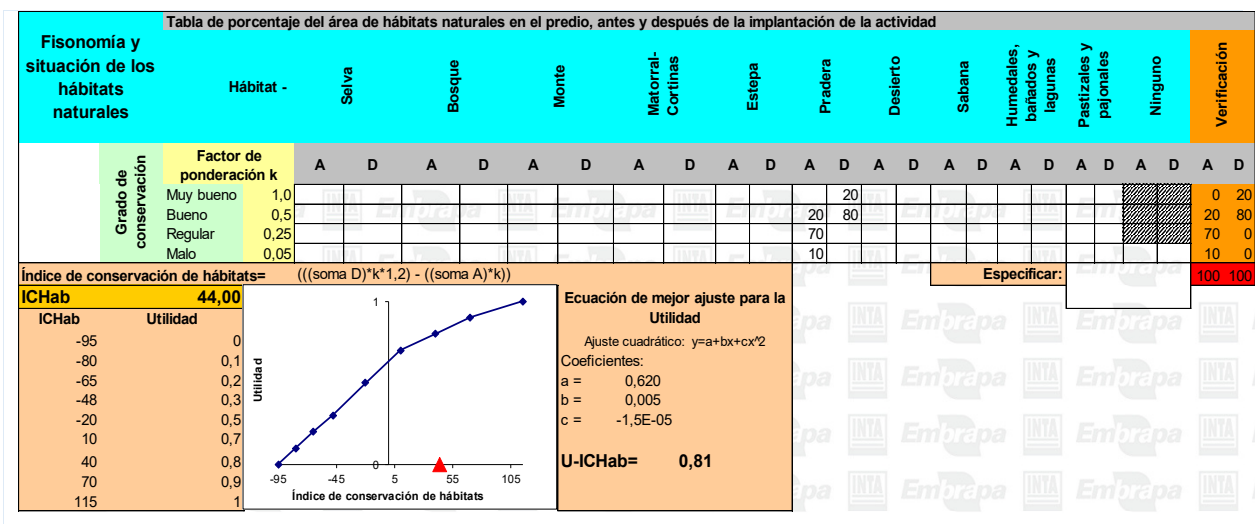 Tabla de porcentaje del área de hábitats naturales en el predio, antes y después de la implantación de la actividad
Fisonomía y situación de los hábitats naturales
Hábitat -
Selva
Bosque
Monte
Matorral-Cortinas
Estepa
Pradera
Desierto
Sabana
Humedales, bañados y lagunas
Pastizales y pajonales
Ninguno
Verificación
Grado de conservación
Factor de ponderación k
A D A D A D A D A D A D A D A D A D A D A D A D
Muy bueno 1,0 20 0 20
Bueno 0,5 20 80 20 80
Regular 0,25 70 70 0
Malo 0,05 10 10 0
Índice de conservación de hábitats= (((soma D)*k*1,2) - ((soma A)*k))
Especificar:
100 100
ICHab 44,00
ICHab Utilidad
-95 0
-80 0,1
-65 0,2
-48 0,3
-20 0,5
10 0,7
40 0,8
70 0,9
115 1
Utilidad
1
0
-95 -45 5 55 105
Índice de conservación de hábitats
Ecuación de mejor ajuste para la Utilidad
Ajuste cuadrático: y=a+bx+cx^2
Coeficientes:
a = 0,620
b = 0,005
c = -1,5E-05
U-ICHab= 0,81
INTA Embrapa